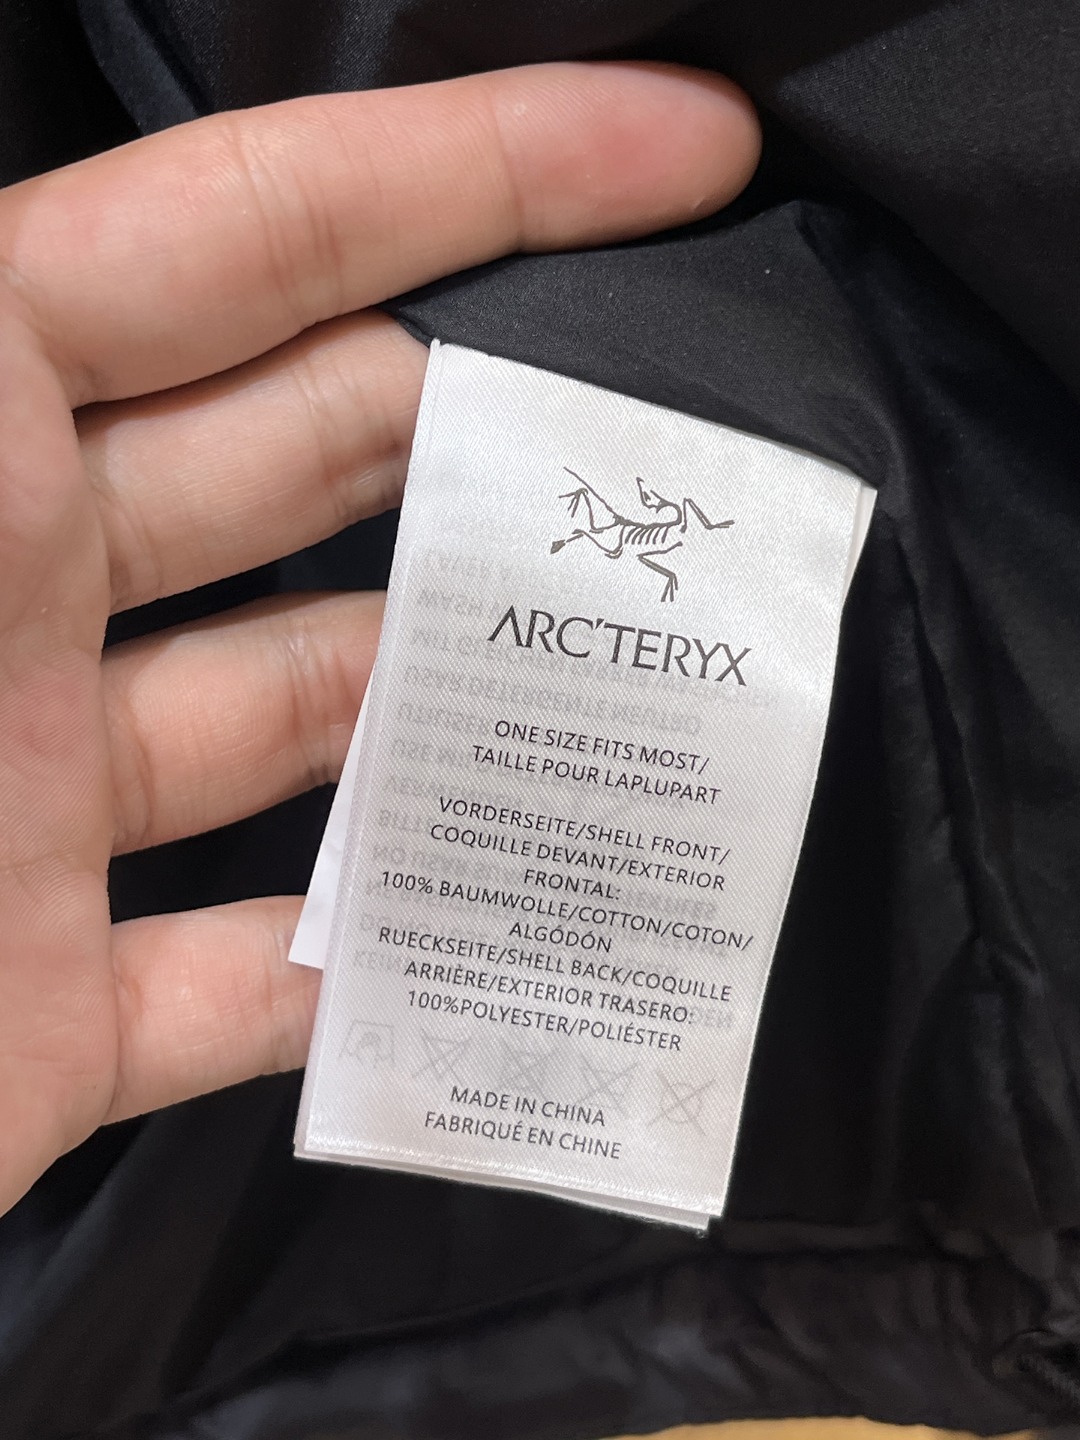 ARC'TERYX
ONE SIZE FITS MOST/
TAILLE POUR LAPLUPART
VORDERSEITE/SHELL FRONT/
COQUILLE DEVANT/EXTERIOR
FRONTAL:
100% BAUMWOLLE/COTTON/COTON/
ALGÓDÓN
RUECKSEITE/SHELL BACK/COQUILLE
ARRIÈRE/EXTERIOR TRASERO:
100%POLYESTER/POLIÉSTER
MADE IN CHINA
FABRIQUÉ EN CHINE